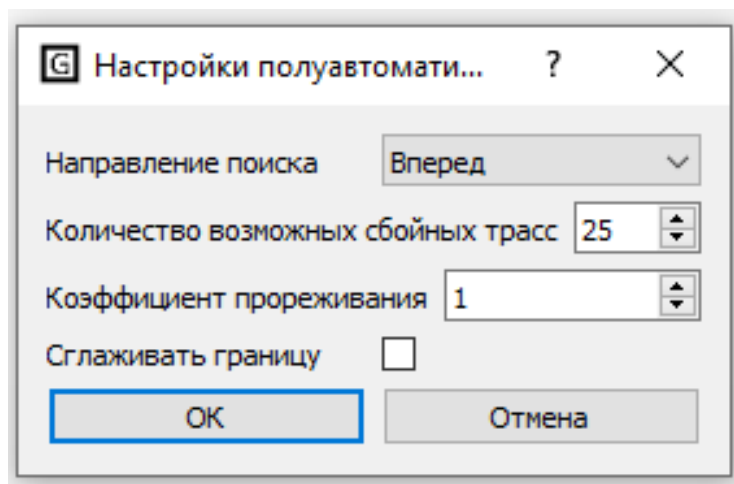 G Настройки полуавтомати... ?
Направление поиска Вперед
Количество возможных сбойных трасс 25
Коэффициент прореживания 1
Сглаживать границу
OK Отмена